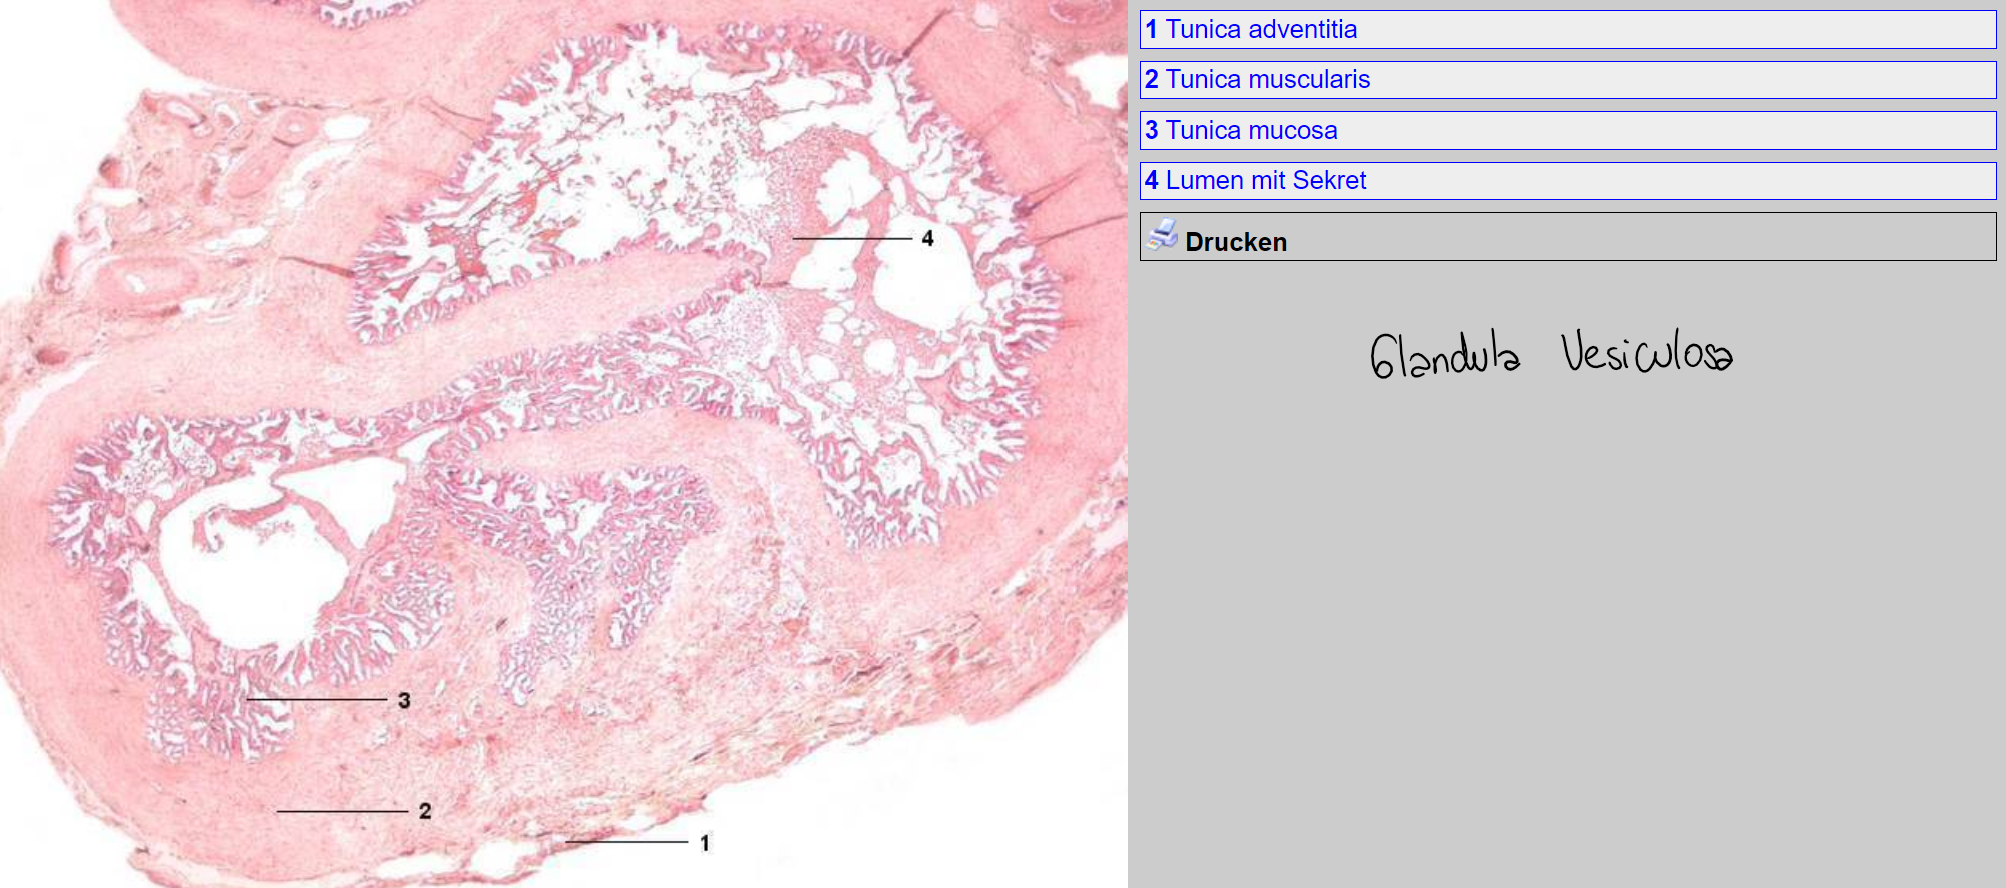 1 Tunica adventitia
2 Tunica muscularis
3 Tunica mucosa
4 Lumen mit Sekret
Drucken
4
Glandula Vesiculosa
3
2
1